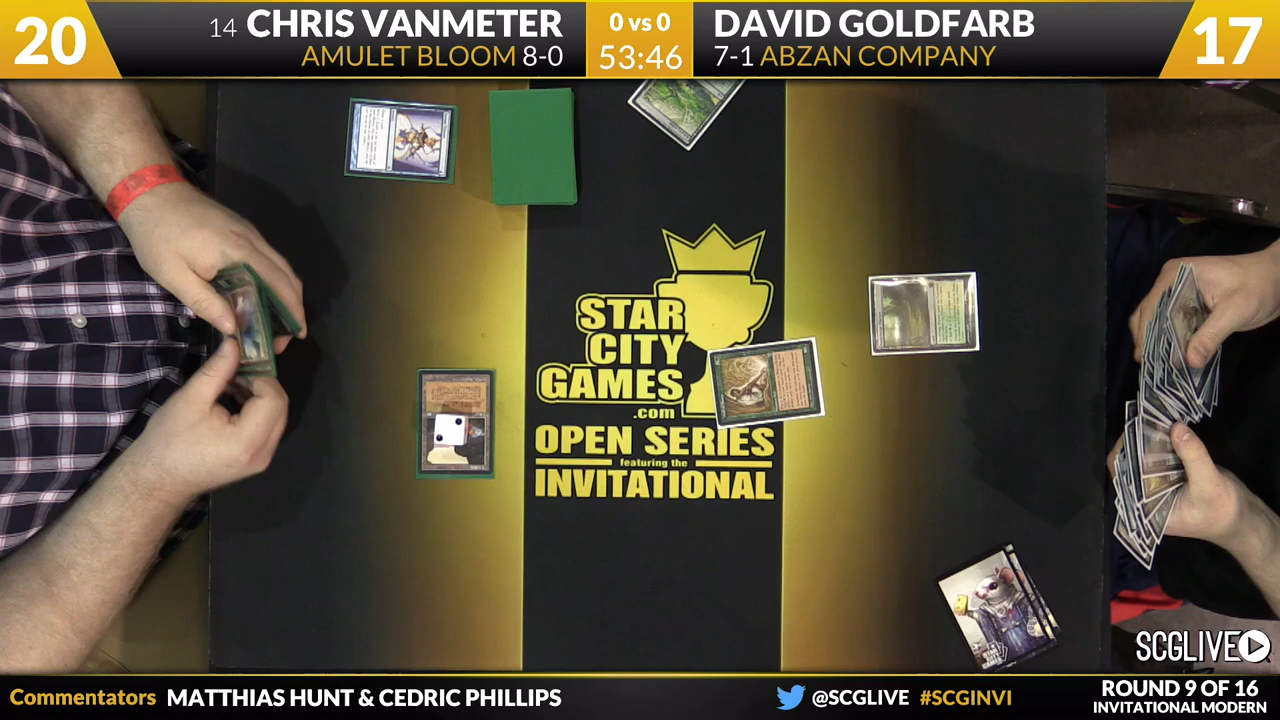 20
14 CHRIS VANMETER
AMULET BLOOM 8-0
0 vs 0
53:46
DAVID GOLDFARB
7-1 ABZAN COMPANY
17
STAR
CITY
GAMES
.com
OPEN SERIES
featuring the
INVITATIONAL
SCGLIVE
Commentators MATTHIAS HUNT & CEDRIC PHILLIPS
@SCGLIVE #SCGINVI
ROUND 9 OF 16
INVITATIONAL MODERN